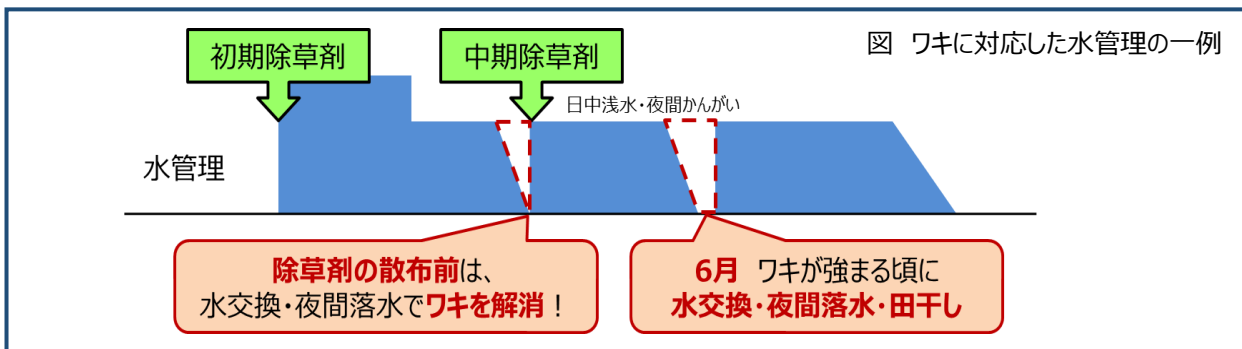 図 ワキに対応した水管理の一例
初期除草剤
中期除草剤
日中浅水・夜間かんがい
水管理
除草剤の散布前は、
水交換・夜間落水でワキを解消！
6月 ワキが強まる頃に
水交換・夜間落水・田干し